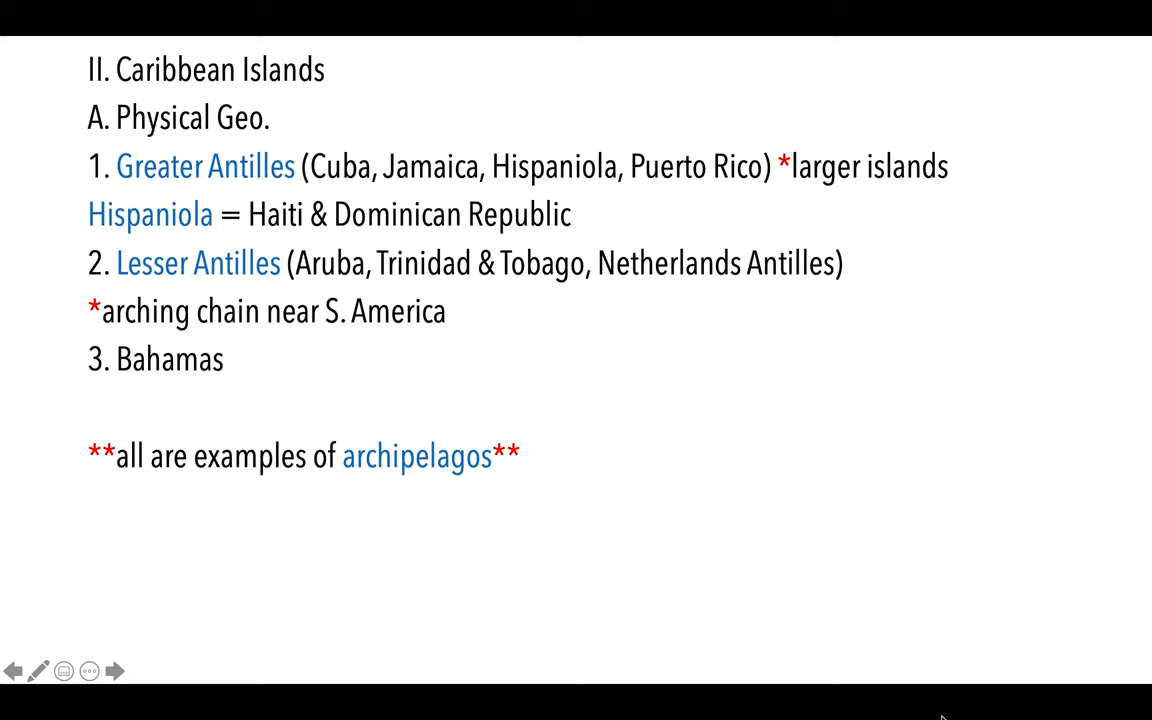 II. Caribbean Islands
A. Physical Geo.
1. Greater Antilles (Cuba, Jamaica, Hispaniola, Puerto Rico) *larger islands
Hispaniola = Haiti & Dominican Republic
2. Lesser Antilles (Aruba, Trinidad & Tobago, Netherlands Antilles)
*arching chain near S. America
3. Bahamas
**all are examples of archipelagos**